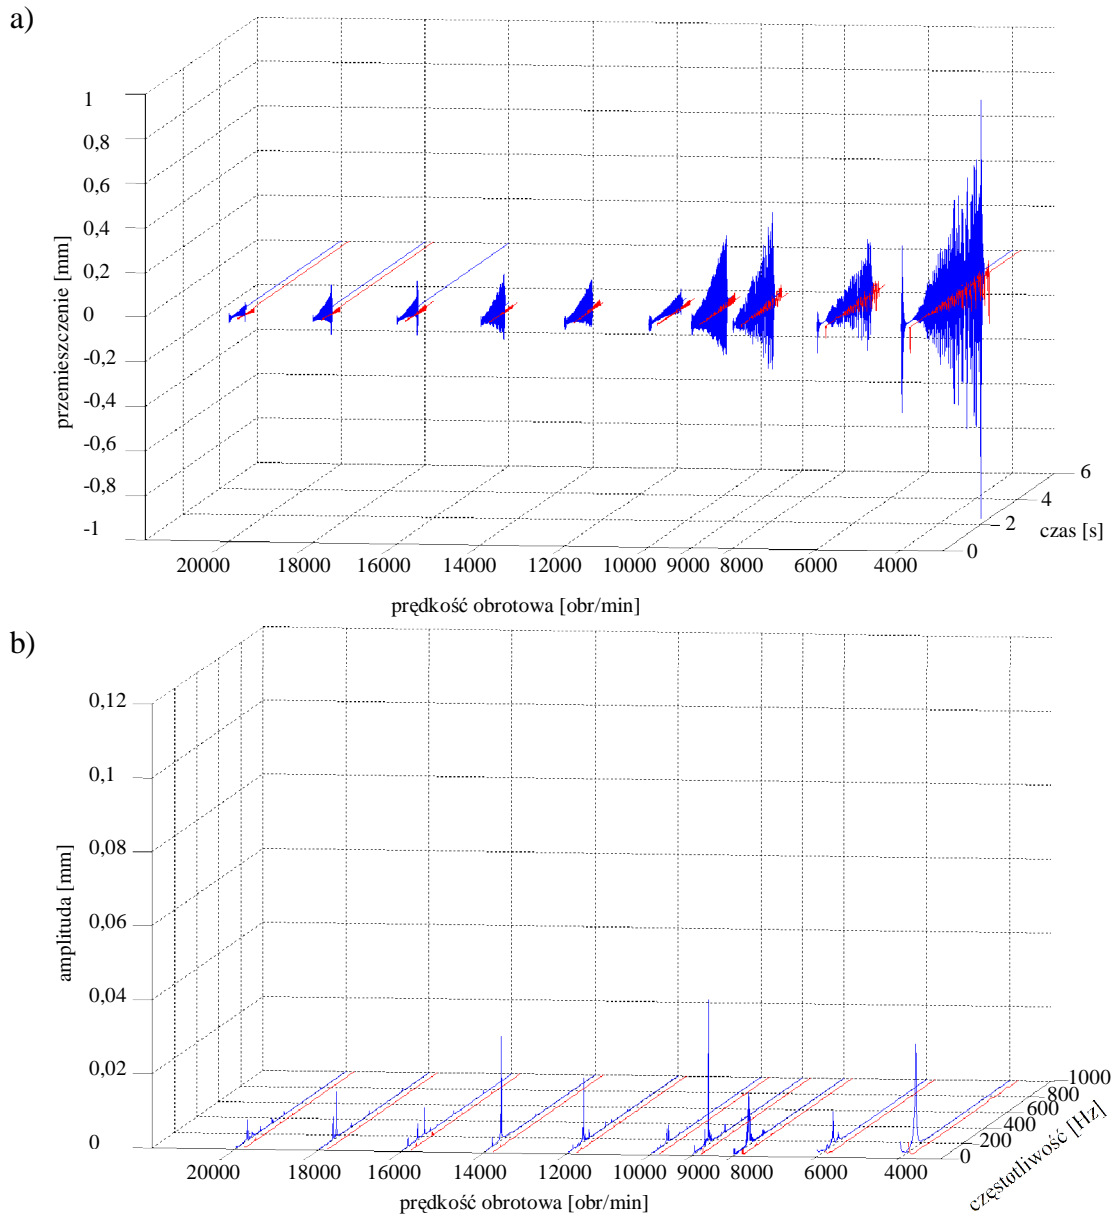 a)
1
0,8
0,6
0,4
0,2
0
-0,2
-0,4
-0,6
-0,8
-1
przemieszczenie [mm]
20000 18000 16000 14000 12000 10000 9000 8000 6000 4000
prędkość obrotowa [obr/min]
0 2 4 6
czas [s]
b)
0,12
0,1
0,08
0,06
0,04
0,02
0
amplituda [mm]
20000 18000 16000 14000 12000 10000 9000 8000 6000 4000
prędkość obrotowa [obr/min]
0 200 400 600 800 1000
częstotliwość [Hz]